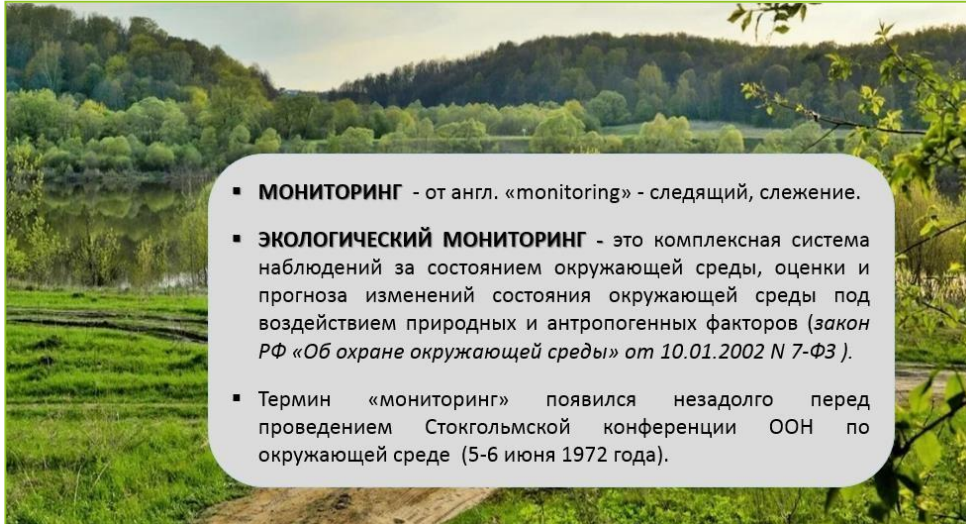 ▪ МОНИТОРИНГ - от англ. «monitoring» - следящий, слежение.
▪ ЭКОЛОГИЧЕСКИЙ МОНИТОРИНГ - это комплексная система
наблюдений за состоянием окружающей среды, оценки и
прогноза изменений состояния окружающей среды под
воздействием природных и антропогенных факторов (закон
РФ «Об охране окружающей среды» от 10.01.2002 N 7-ФЗ ).
▪ Термин «мониторинг» появился незадолго перед
проведением Стокгольмской конференции ООН по
окружающей среде (5-6 июня 1972 года).